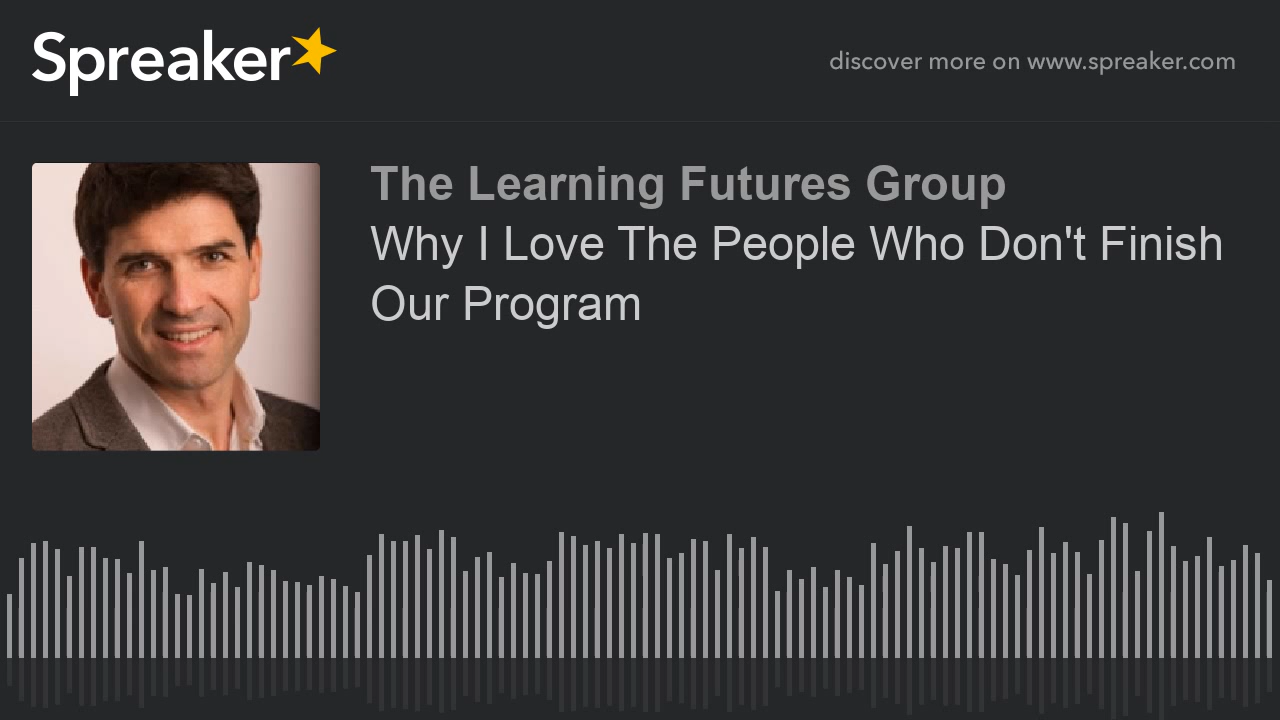 Spreaker
discover more on www.spreaker.com
The Learning Futures Group
Why I Love The People Who Don't Finish
Our Program